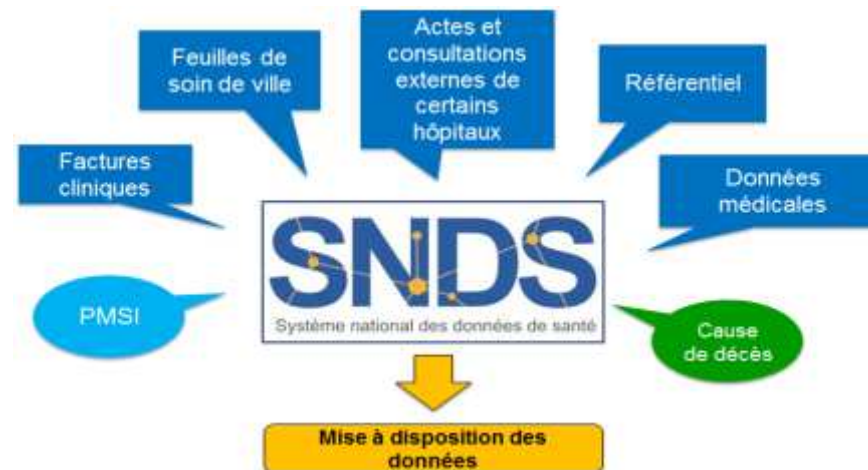 Actes et
consultations
externes de
certains
hôpitaux
Feuilles de
soin de ville
Référentiel
Factures
cliniques
Données
médicales
SNDS
Système national des données de santé
PMSI
Cause
de décès
Mise à disposition des
données